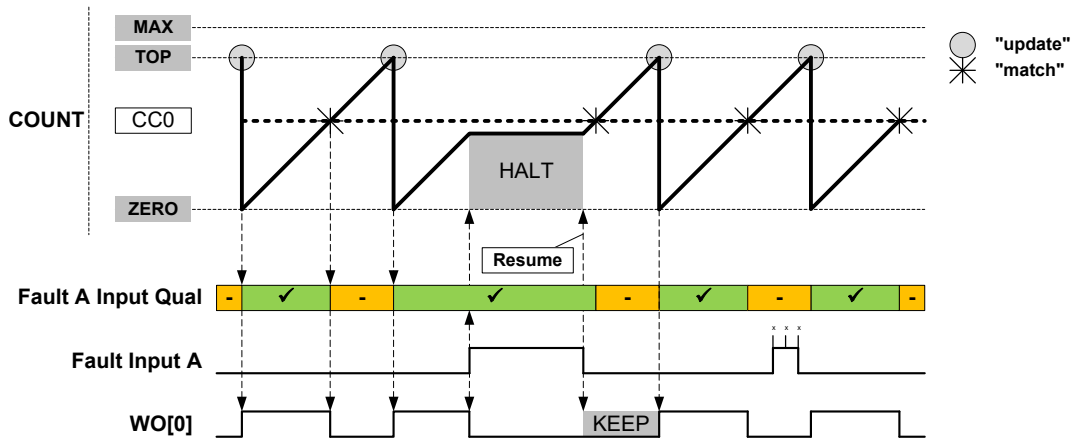 MAX
TOP
"update"
"match"
COUNT
CC0
HALT
ZERO
Resume
Fault A Input Qual
- ✓ - ✓ - ✓ - ✓ -
x x x
Fault Input A
WO[0]
KEEP